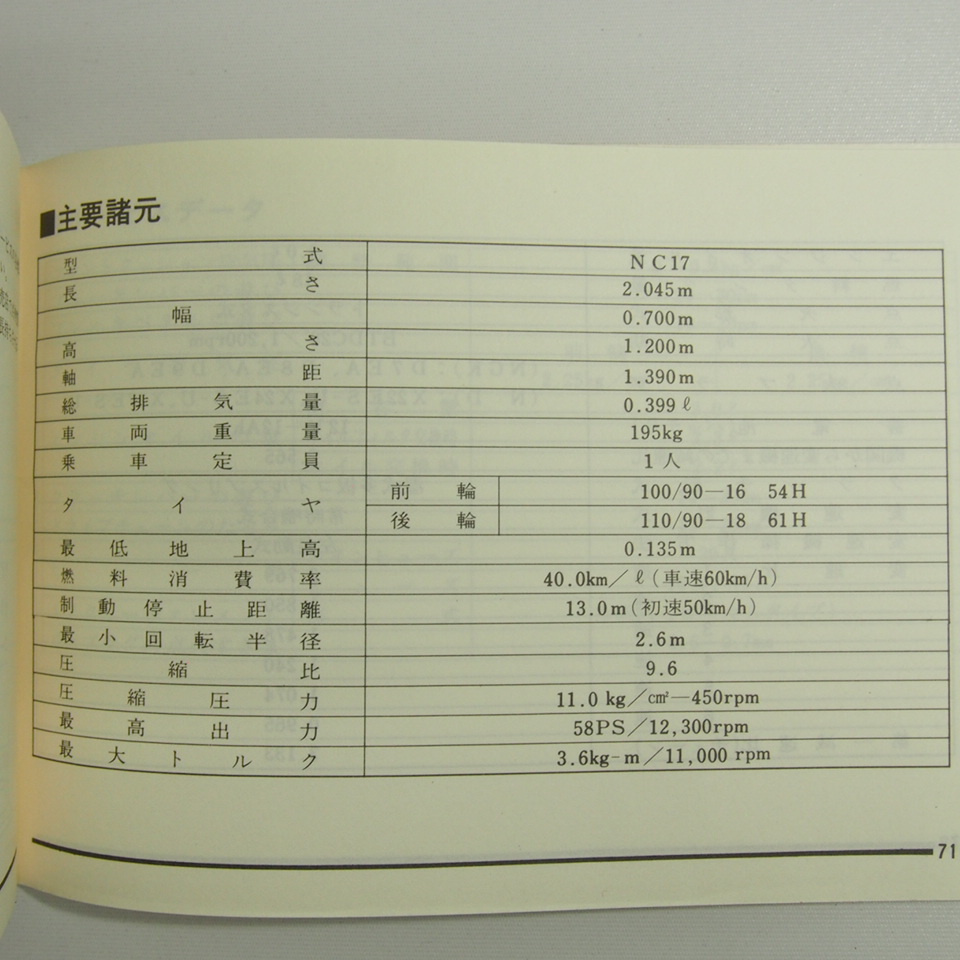 ■主要諸元
型式 NC17
長さ 2.045m
幅 0.700m
高さ 1.200m
軸距 1.390m
総排気量 0.399ℓ
車両重量 195kg
乗車定員 1人
タイヤ 前輪 100/90—16 54H
後輪 110/90—18 61H
最低地上高 0.135m
燃料消費率 40.0km/ℓ(車速60km/h)
制動停止距離 13.0m(初速50km/h)
最小回転半径 2.6m
圧縮比 9.6
圧縮圧力 11.0kg/cm²—450rpm
最高出力 58PS/12,300rpm
最大トルク 3.6kg-m/11,000rpm
71